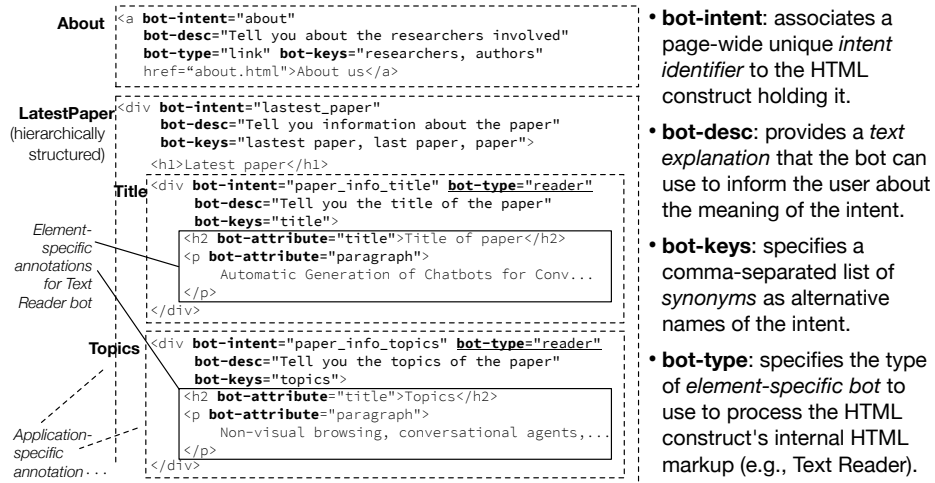 About
<a bot-intent="about"
bot-desc="Tell you about the researchers involved"
bot-type="link" bot-keys="researchers, authors"
href="about.html">About us</a>
LatestPaper
(hierarchically
structured)
<div bot-intent="lastest_paper"
bot-desc="Tell you information about the paper"
bot-keys="lastest paper, last paper, paper">
<h1>Latest paper</h1>
Title
<div bot-intent="paper_info_title" bot-type="reader"
bot-desc="Tell you the title of the paper"
bot-keys="title">
Element-
specific
annotations
for Text
Reader bot
<h2 bot-attribute="title">Title of paper</h2>
<p bot-attribute="paragraph">
Automatic Generation of Chatbots for Conv...
</p>
</div>
Topics
<div bot-intent="paper_info_topics" bot-type="reader"
bot-desc="Tell you the topics of the paper"
bot-keys="topics">
<h2 bot-attribute="title">Topics</h2>
<p bot-attribute="paragraph">
Non-visual browsing, conversational agents,...
</p>
</div>
Application-
specific
annotation
• bot-intent: associates a
page-wide unique intent
identifier to the HTML
construct holding it.
• bot-desc: provides a text
explanation that the bot can
use to inform the user about
the meaning of the intent.
• bot-keys: specifies a
comma-separated list of
synonyms as alternative
names of the intent.
• bot-type: specifies the type
of element-specific bot to
use to process the HTML
construct's internal HTML
markup (e.g., Text Reader).